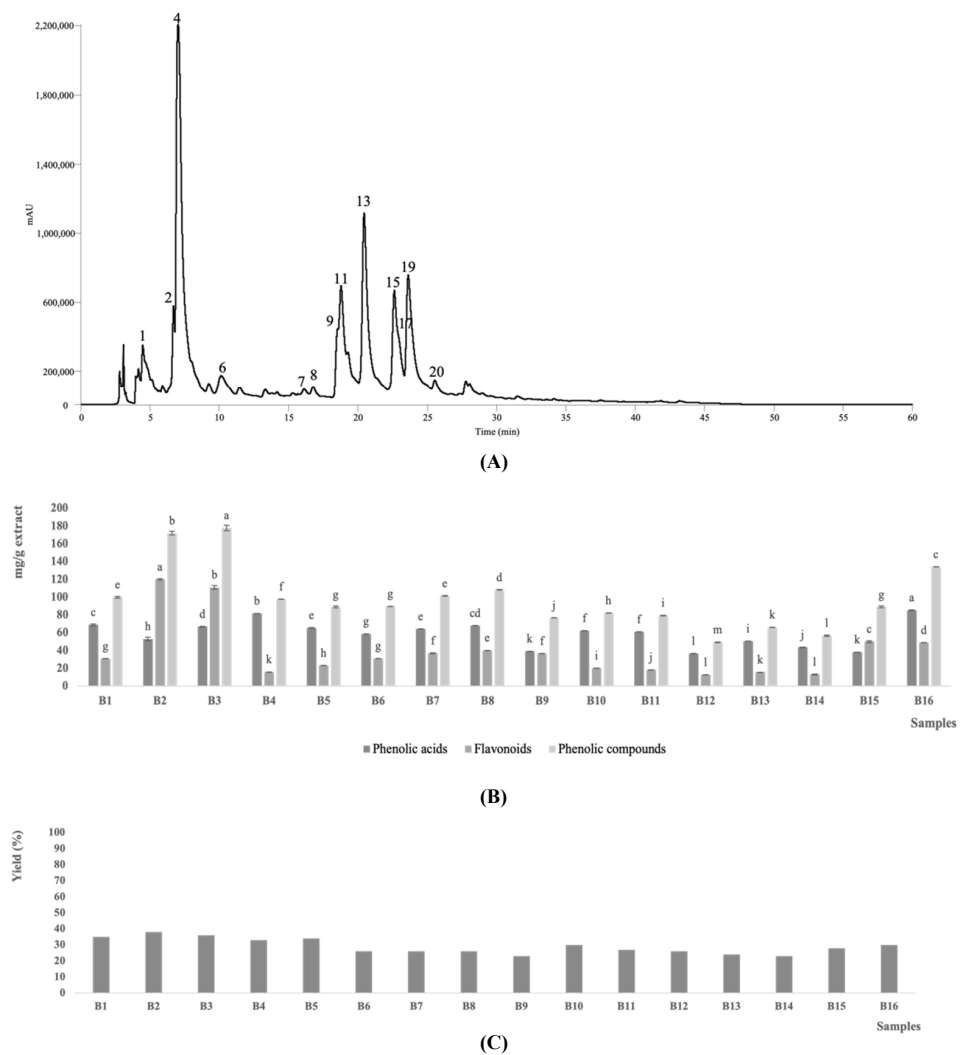 4
2,200,000
1,800,000
1,400,000
mAU
1,000,000
13
19
11
15
2
600,000
9
17
1
6
7
8
20
200,000
0
0 5 10 15 20 25 30 35 40 45 50 55 60
Time (min)
(A)
mg/g extract
200
180
160
140
120
100
80
60
40
20
0
c g e
h a b
d b a
b k f
e h g
g g g
e f e
cd e d
k f j
f i h
f j i
l l m
i k k
j l l
k c g
a d c
B1 B2 B3 B4 B5 B6 B7 B8 B9 B10 B11 B12 B13 B14 B15 B16
Samples
Phenolic acids Flavonoids Phenolic compounds
(B)
Yield (%)
100
90
80
70
60
50
40
30
20
10
0
B1 B2 B3 B4 B5 B6 B7 B8 B9 B10 B11 B12 B13 B14 B15 B16
Samples
(C)